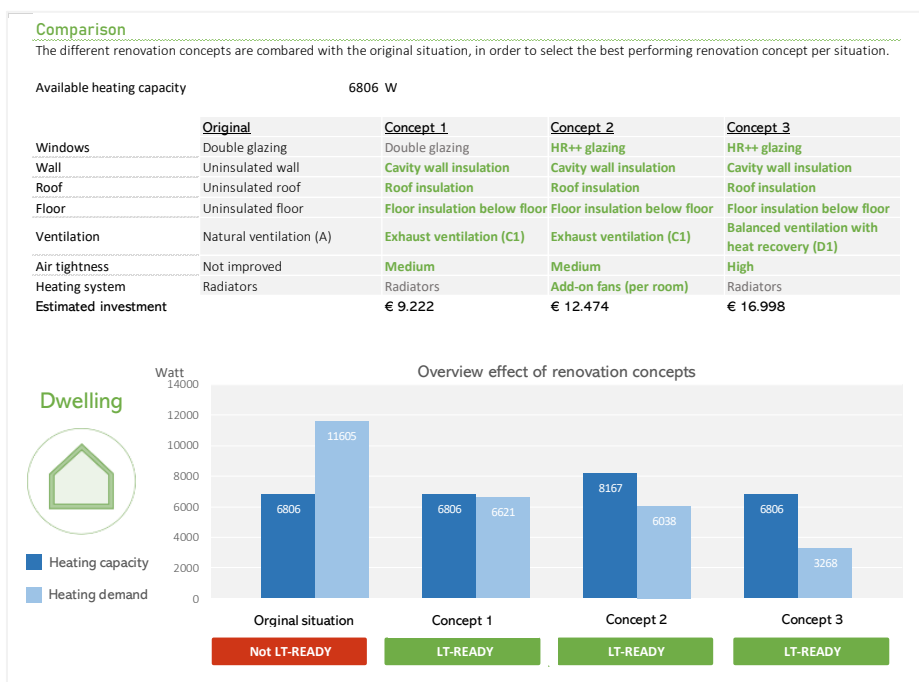 Comparison
The different renovation concepts are combared with the original situation, in order to select the best performing renovation concept per situation.
Available heating capacity 6806 W
Original Concept 1 Concept 2 Concept 3
Windows Double glazing Double glazing HR++ glazing HR++ glazing
Wall Uninsulated wall Cavity wall insulation Cavity wall insulation Cavity wall insulation
Roof Uninsulated roof Roof insulation Roof insulation Roof insulation
Floor Uninsulated floor Floor insulation below floor Floor insulation below floor Floor insulation below floor
Ventilation Natural ventilation (A) Exhaust ventilation (C1) Exhaust ventilation (C1) Balanced ventilation with
heat recovery (D1)
Air tightness Not improved Medium Medium High
Heating system Radiators Radiators Add-on fans (per room) Radiators
Estimated investment € 9.222 € 12.474 € 16.998
Overview effect of renovation concepts
Watt
14000
12000
10000
8000
6000
4000
2000
0
Dwelling
Heating capacity
Heating demand
6806 11605 6806 6621 8167 6038 6806 3268
Orginal situation Concept 1 Concept 2 Concept 3
Not LT-READY LT-READY LT-READY LT-READY